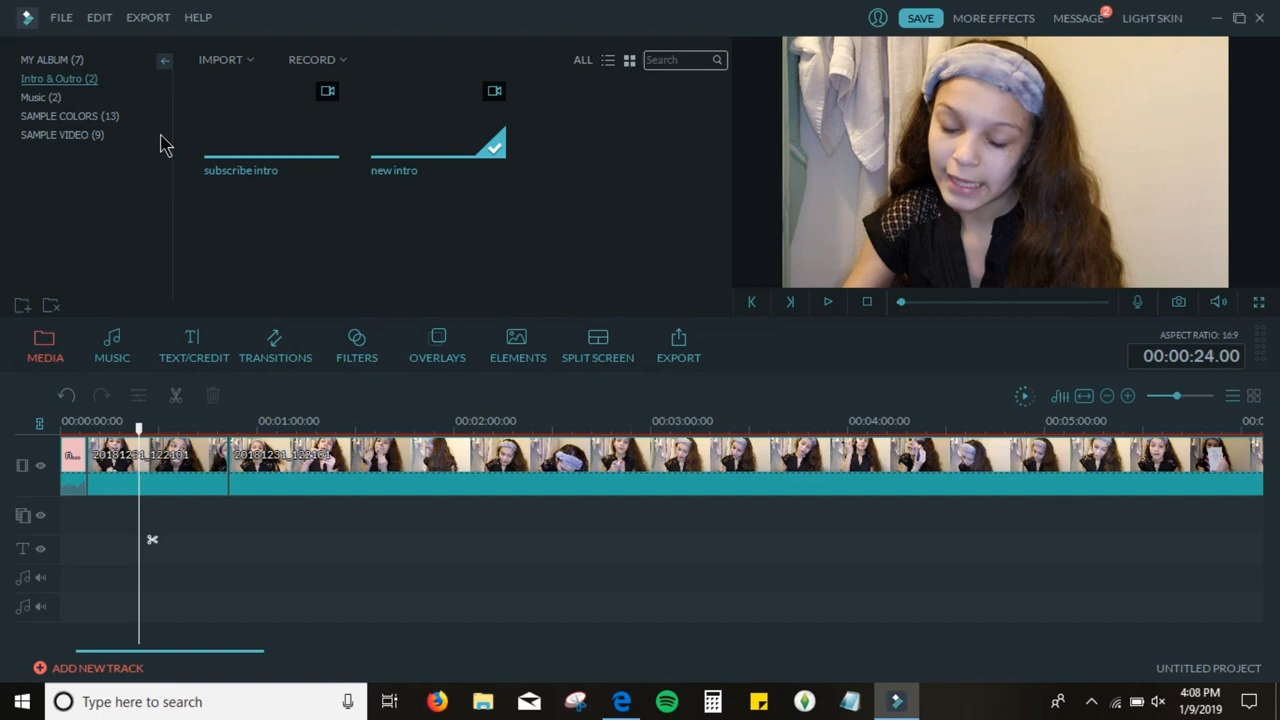 FILE EDIT EXPORT HELP SAVE MORE EFFECTS MESSAGE 2 LIGHT SKIN
MY ALBUM (7)
Intro & Outro (2)
Music (2)
SAMPLE COLORS (13)
SAMPLE VIDEO (9)
IMPORT RECORD ALL Search
subscribe intro new intro
MEDIA MUSIC TEXT/CREDIT TRANSITIONS FILTERS OVERLAYS ELEMENTS SPLIT SCREEN EXPORT
ASPECT RATIO: 16:9
00:00:24.00
00:00:00:00 00:01:00:00 00:02:00:00 00:03:00:00 00:04:00:00 00:05:00:00
20181231_122101
ADD NEW TRACK UNTITLED PROJECT
Type here to search
4:08 PM
1/9/2019